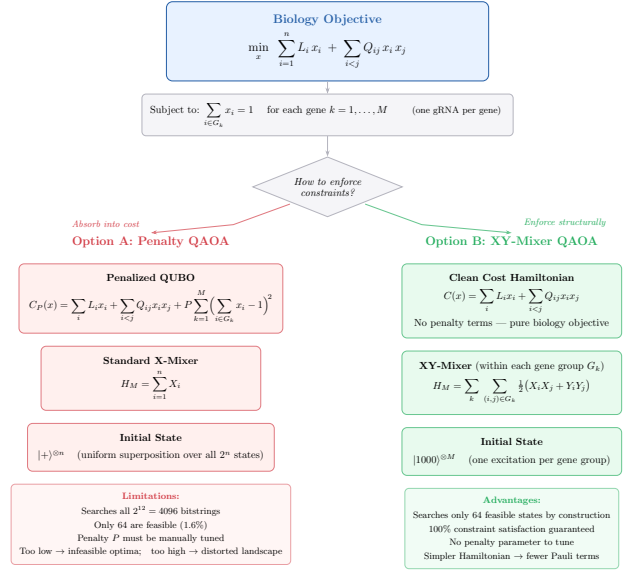 Biology Objective
min_x ∑_{i=1}^{n} L_i x_i + ∑_{i<j} Q_{ij} x_i x_j
Subject to: ∑_{i∈G_k} x_i = 1 for each gene k = 1, . . . , M (one gRNA per gene)
How to enforce
constraints?
Absorb into cost
Option A: Penalty QAOA
Penalized QUBO
C_P(x) = ∑_i L_i x_i + ∑_{i<j} Q_{ij} x_i x_j + P ∑_{k=1}^{M} (∑_{i∈G_k} x_i − 1)^2
Standard X-Mixer
H_M = ∑_{i=1}^{n} X_i
Initial State
|+⟩^{⊗n} (uniform superposition over all 2^n states)
Limitations:
Searches all 2^{12} = 4096 bitstrings
Only 64 are feasible (1.6%)
Penalty P must be manually tuned
Too low → infeasible optima; too high → distorted landscape
Enforce structurally
Option B: XY-Mixer QAOA
Clean Cost Hamiltonian
C(x) = ∑_i L_i x_i + ∑_{i<j} Q_{ij} x_i x_j
No penalty terms — pure biology objective
XY-Mixer (within each gene group G_k)
H_M = ∑_k ∑_{(i,j)∈G_k} ½(X_i X_j + Y_i Y_j)
Initial State
|1000⟩^{⊗M} (one excitation per gene group)
Advantages:
Searches only 64 feasible states by construction
100% constraint satisfaction guaranteed
No penalty parameter to tune
Simpler Hamiltonian → fewer Pauli terms